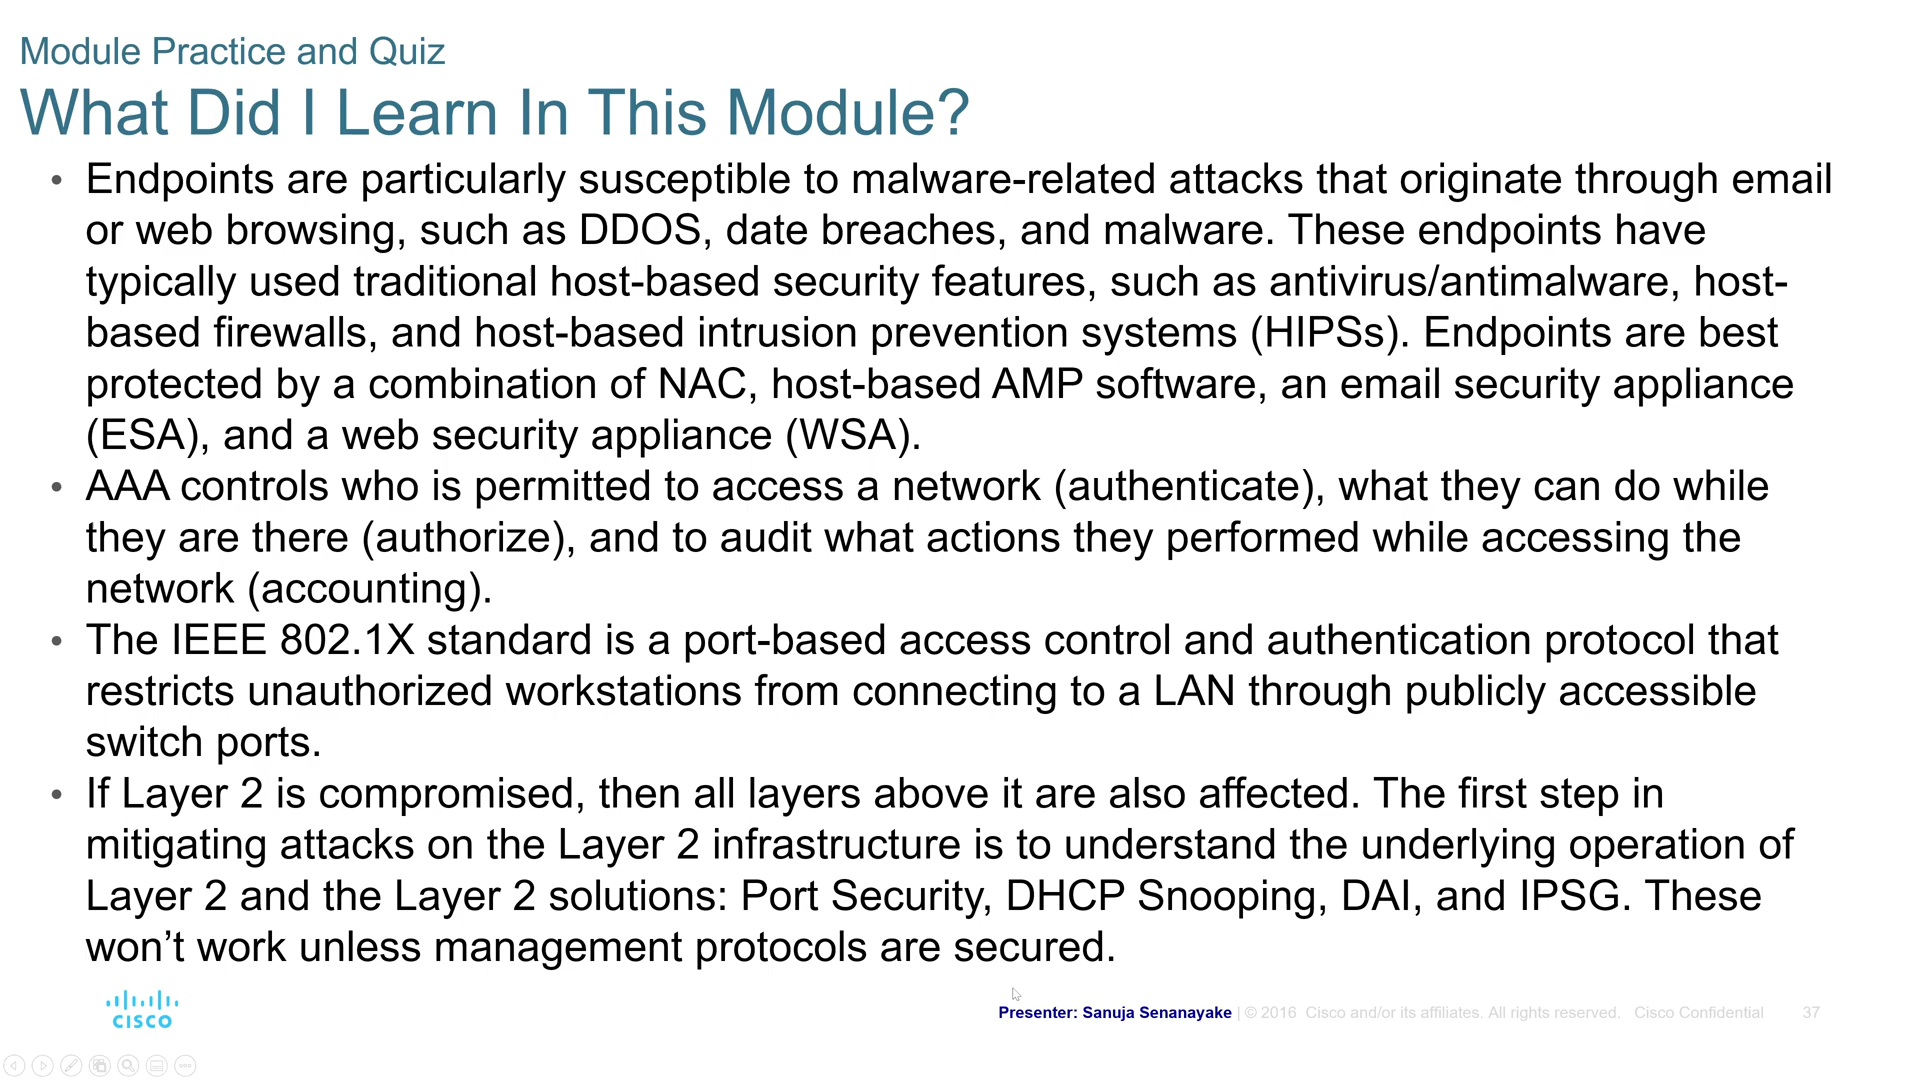 Module Practice and Quiz
What Did I Learn In This Module?
• Endpoints are particularly susceptible to malware-related attacks that originate through email
or web browsing, such as DDOS, date breaches, and malware. These endpoints have
typically used traditional host-based security features, such as antivirus/antimalware, host-
based firewalls, and host-based intrusion prevention systems (HIPSs). Endpoints are best
protected by a combination of NAC, host-based AMP software, an email security appliance
(ESA), and a web security appliance (WSA).
• AAA controls who is permitted to access a network (authenticate), what they can do while
they are there (authorize), and to audit what actions they performed while accessing the
network (accounting).
• The IEEE 802.1X standard is a port-based access control and authentication protocol that
restricts unauthorized workstations from connecting to a LAN through publicly accessible
switch ports.
• If Layer 2 is compromised, then all layers above it are also affected. The first step in
mitigating attacks on the Layer 2 infrastructure is to understand the underlying operation of
Layer 2 and the Layer 2 solutions: Port Security, DHCP Snooping, DAI, and IPSG. These
won’t work unless management protocols are secured.
CISCO
Presenter: Sanuja Senanayake | © 2016 Cisco and/or its affiliates. All rights reserved. Cisco Confidential 37